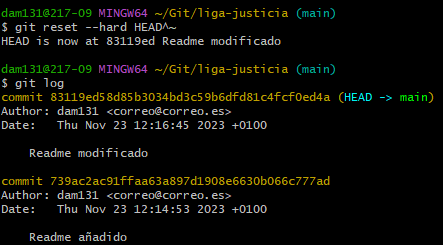 dam131@217-09 MINGW64 ~/Git/liga-justicia (main)
$ git reset --hard HEAD^~
HEAD is now at 83119ed Readme modificado
dam131@217-09 MINGW64 ~/Git/liga-justicia (main)
$ git log
commit 83119ed58d85b3034bd3c59b6dfd81c4fcf0ed4a (HEAD -> main)
Author: dam131 <correo@correo.es>
Date:   Thu Nov 23 12:16:45 2023 +0100
Readme modificado
commit 739ac2ac91ffaa63a897d1908e6630b066c777ad
Author: dam131 <correo@correo.es>
Date:   Thu Nov 23 12:14:53 2023 +0100
Readme añadido